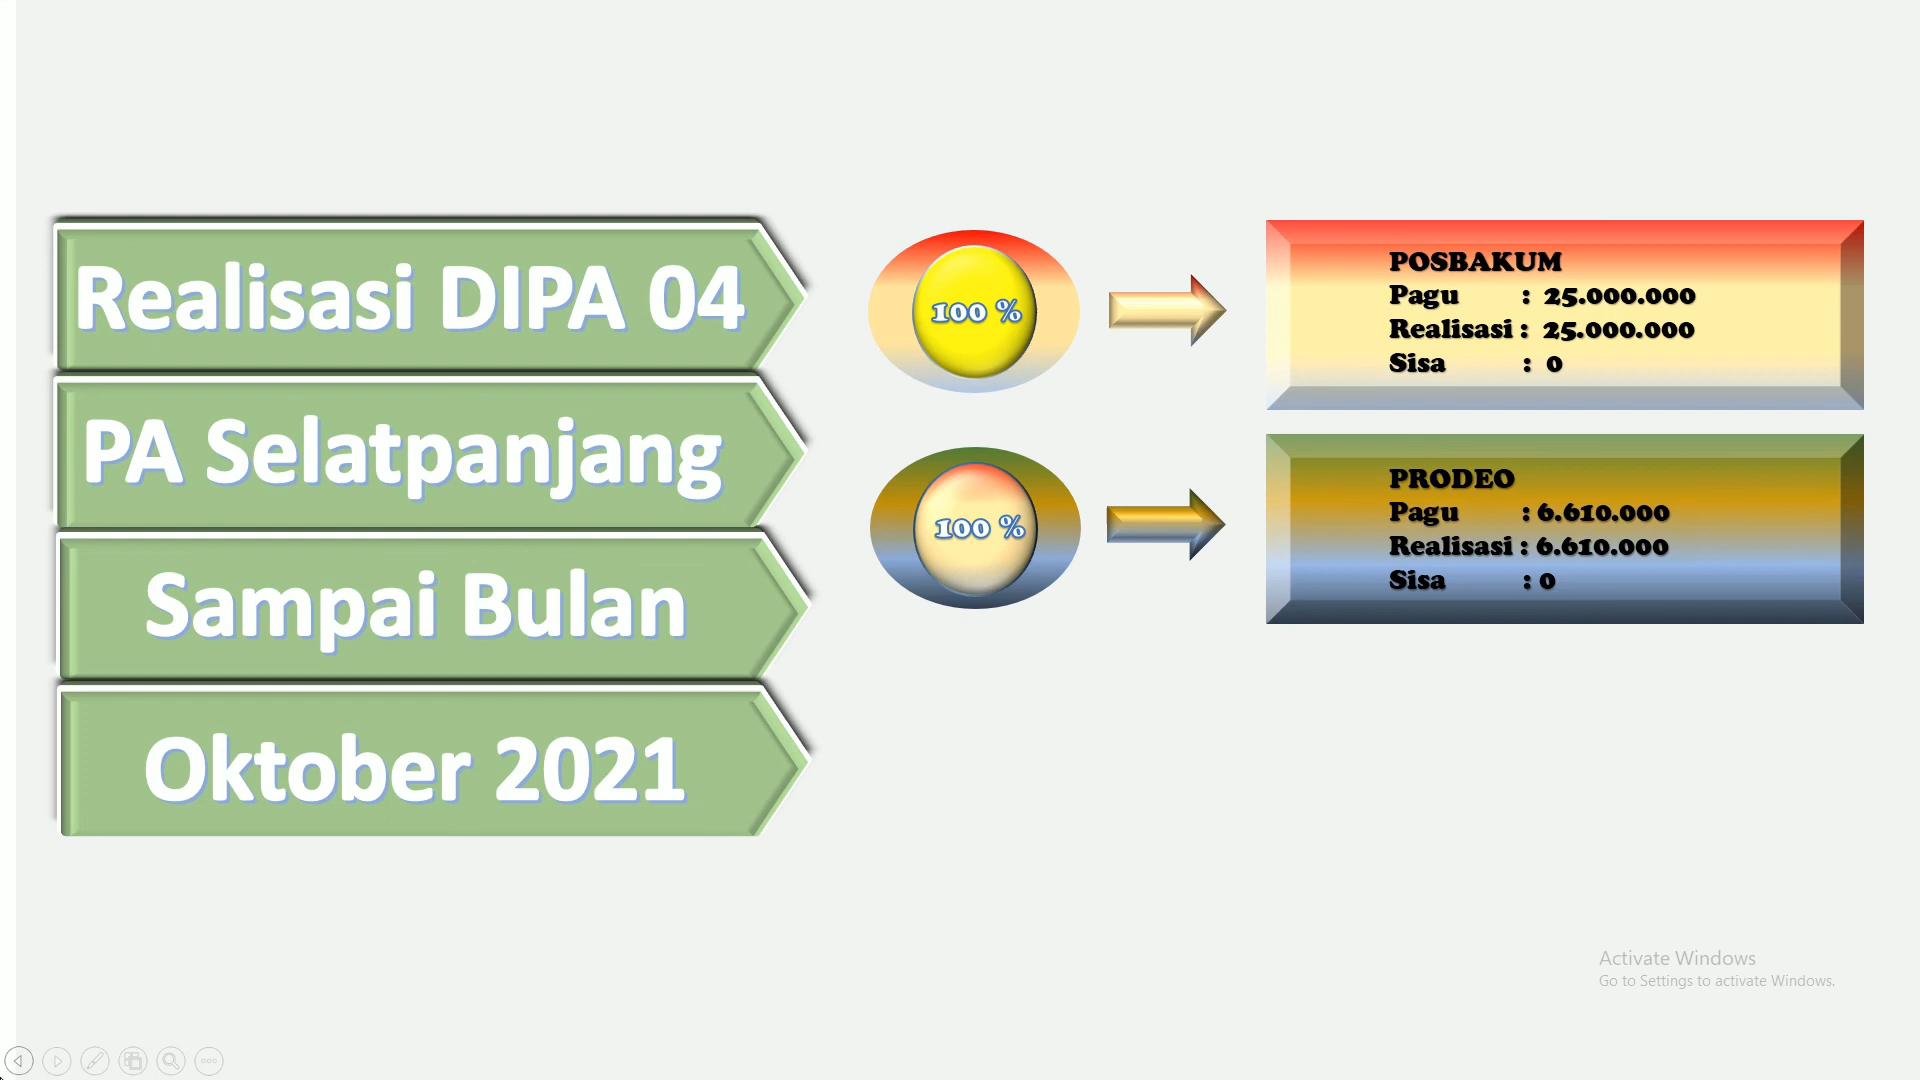 Realisasi DIPA 04
PA Selatpanjang
Sampai Bulan
Oktober 2021
100 %
POSBAKUM
Pagu : 25.000.000
Realisasi : 25.000.000
Sisa : 0
100 %
PRODEO
Pagu : 6.610.000
Realisasi : 6.610.000
Sisa : 0
Activate Windows
Go to Settings to activate Windows.